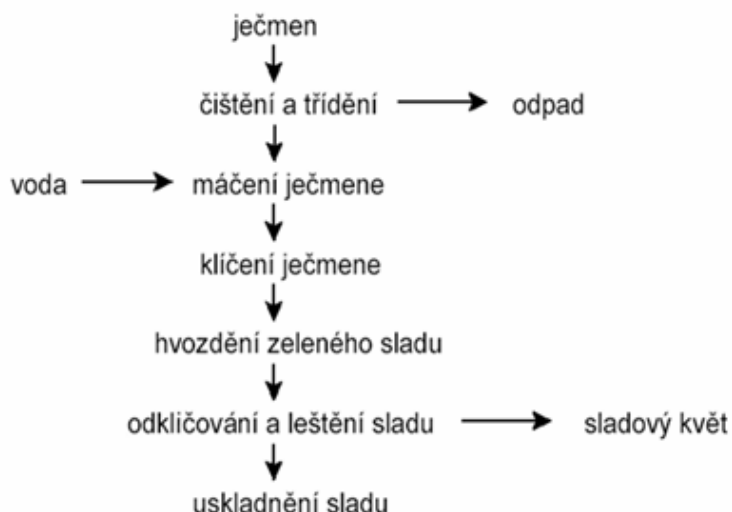 ječmen
čištění a třídění odpad
voda máčení ječmene
klíčení ječmene
hvozdění zeleného sladu
odkličování a leštění sladu sladový květ
uskladnění sladu